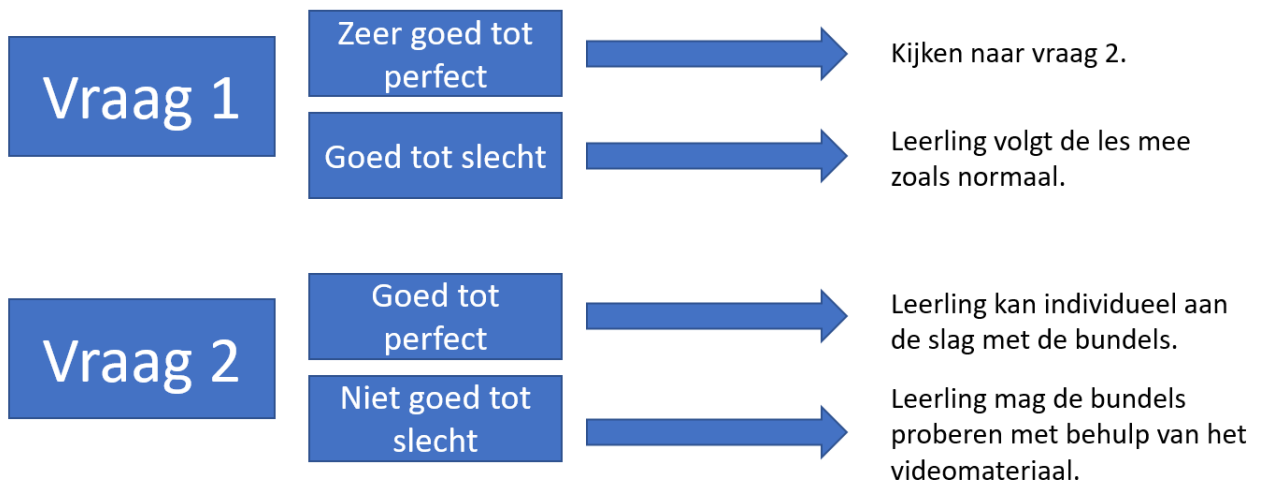 Vraag 1
Zeer goed tot
perfect
Kijken naar vraag 2.
Goed tot slecht
Leerling volgt de les mee
zoals normaal.
Vraag 2
Goed tot
perfect
Leerling kan individueel aan
de slag met de bundels.
Niet goed tot
slecht
Leerling mag de bundels
proberen met behulp van het
videomateriaal.